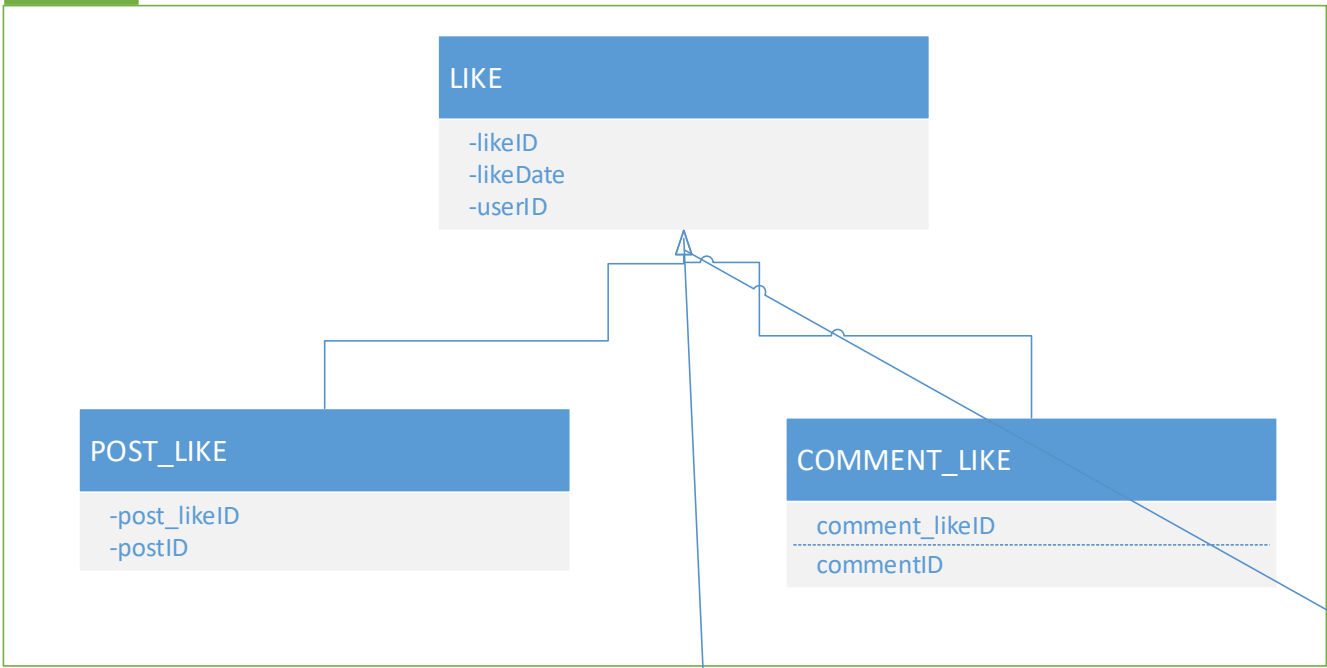 LIKE
-likeID
-likeDate
-userID
POST_LIKE
-post_likeID
-postID
COMMENT_LIKE
comment_likeID
commentID